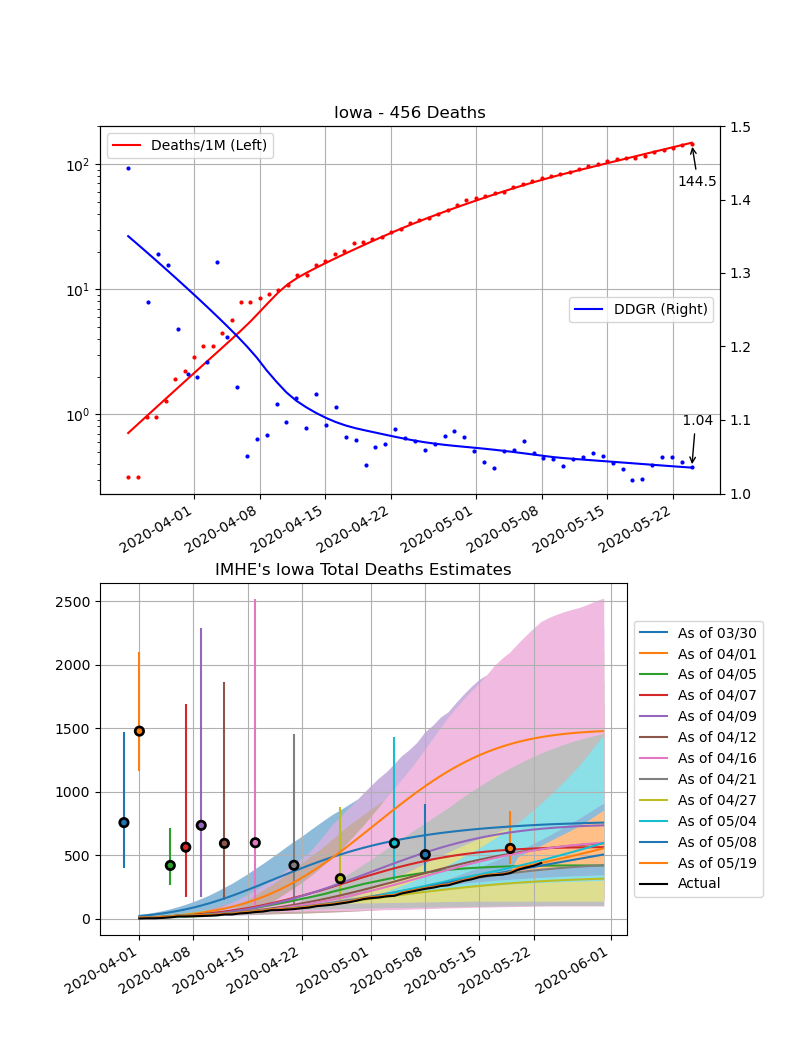 Iowa - 456 Deaths
Deaths/1M (Left)
DDGR (Right)
144.5
1.04
10²
10¹
10⁰
1.5
1.4
1.3
1.2
1.1
1.0
2020-04-01
2020-04-08
2020-04-15
2020-04-22
2020-05-01
2020-05-08
2020-05-15
2020-05-22
IMHE's Iowa Total Deaths Estimates
2500
2000
1500
1000
500
0
2020-04-01
2020-04-08
2020-04-15
2020-04-22
2020-05-01
2020-05-08
2020-05-15
2020-05-22
2020-06-01
As of 03/30
As of 04/01
As of 04/05
As of 04/07
As of 04/09
As of 04/12
As of 04/16
As of 04/21
As of 04/27
As of 05/04
As of 05/08
As of 05/19
Actual